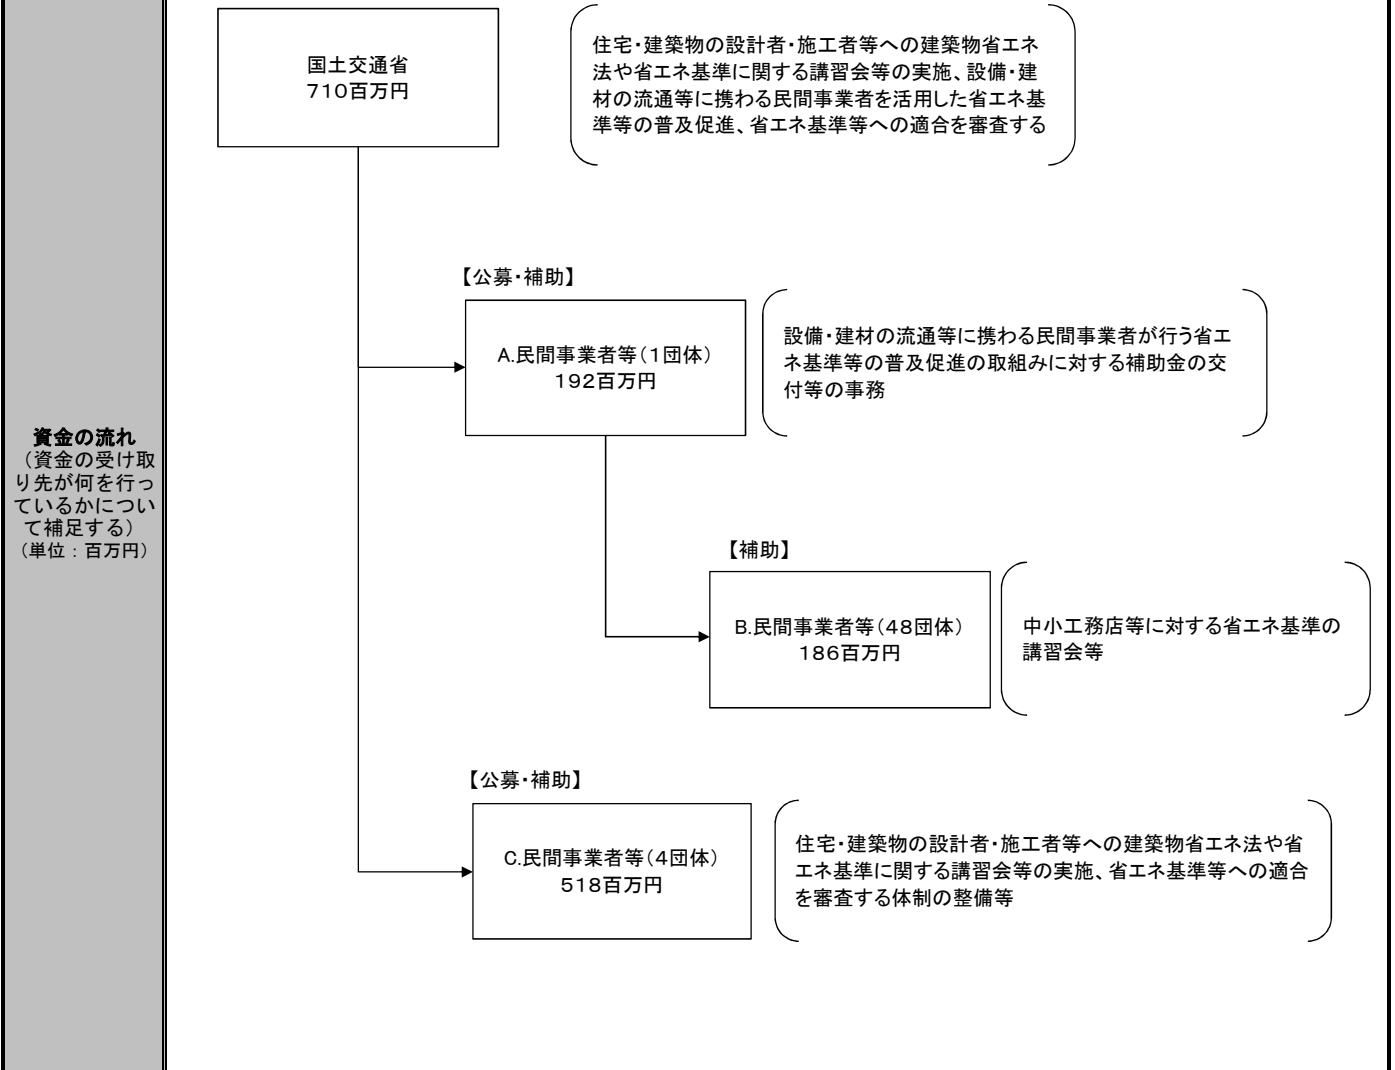 国土交通省
710百万円
住宅・建築物の設計者・施工者等への建築物省エネ
法や省エネ基準に関する講習会等の実施、設備・建
材の流通等に携わる民間事業者を活用した省エネ基
準等の普及促進、省エネ基準等への適合を審査する
【公募・補助】
A.民間事業者等（1団体）
192百万円
設備・建材の流通等に携わる民間事業者が行う省エ
ネ基準等の普及促進の取組みに対する補助金の交
付等の事務
資金の流れ
（資金の受け取
り先が何を行っ
ているかについ
て補足する）
（単位：百万円）
【補助】
B.民間事業者等（48団体）
186百万円
中小工務店等に対する省エネ基準の
講習会等
【公募・補助】
C.民間事業者等（4団体）
518百万円
住宅・建築物の設計者・施工者等への建築物省エネ法や省
エネ基準に関する講習会等の実施、省エネ基準等への適合
を審査する体制の整備等